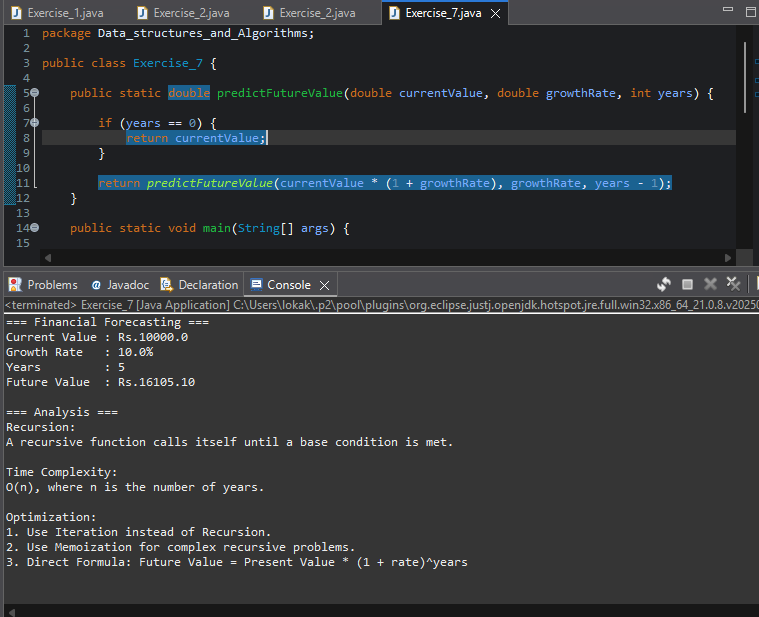 Exercise_1.java Exercise_2.java Exercise_2.java Exercise_7.java
1 package Data_structures_and_Algorithms;
2
3 public class Exercise_7 {
4
5 public static double predictFutureValue(double currentValue, double growthRate, int years) {
6
7 if (years == 0) {
8 return currentValue;
9 }
10
11 return predictFutureValue(currentValue * (1 + growthRate), growthRate, years - 1);
12 }
13
14 public static void main(String[] args) {
15
Problems @ Javadoc Declaration Console
<terminated> Exercise_7 [Java Application] C:\Users\lokak\.p2\pool\plugins\org.eclipse.justj.openjdk.hotspot.jre.full.win32.x86_64_21.0.8.v20250
=== Financial Forecasting ===
Current Value : Rs.10000.0
Growth Rate   : 10.0%
Years         : 5
Future Value  : Rs.16105.10
=== Analysis ===
Recursion:
A recursive function calls itself until a base condition is met.
Time Complexity:
O(n), where n is the number of years.
Optimization:
1. Use Iteration instead of Recursion.
2. Use Memoization for complex recursive problems.
3. Direct Formula: Future Value = Present Value * (1 + rate)^years